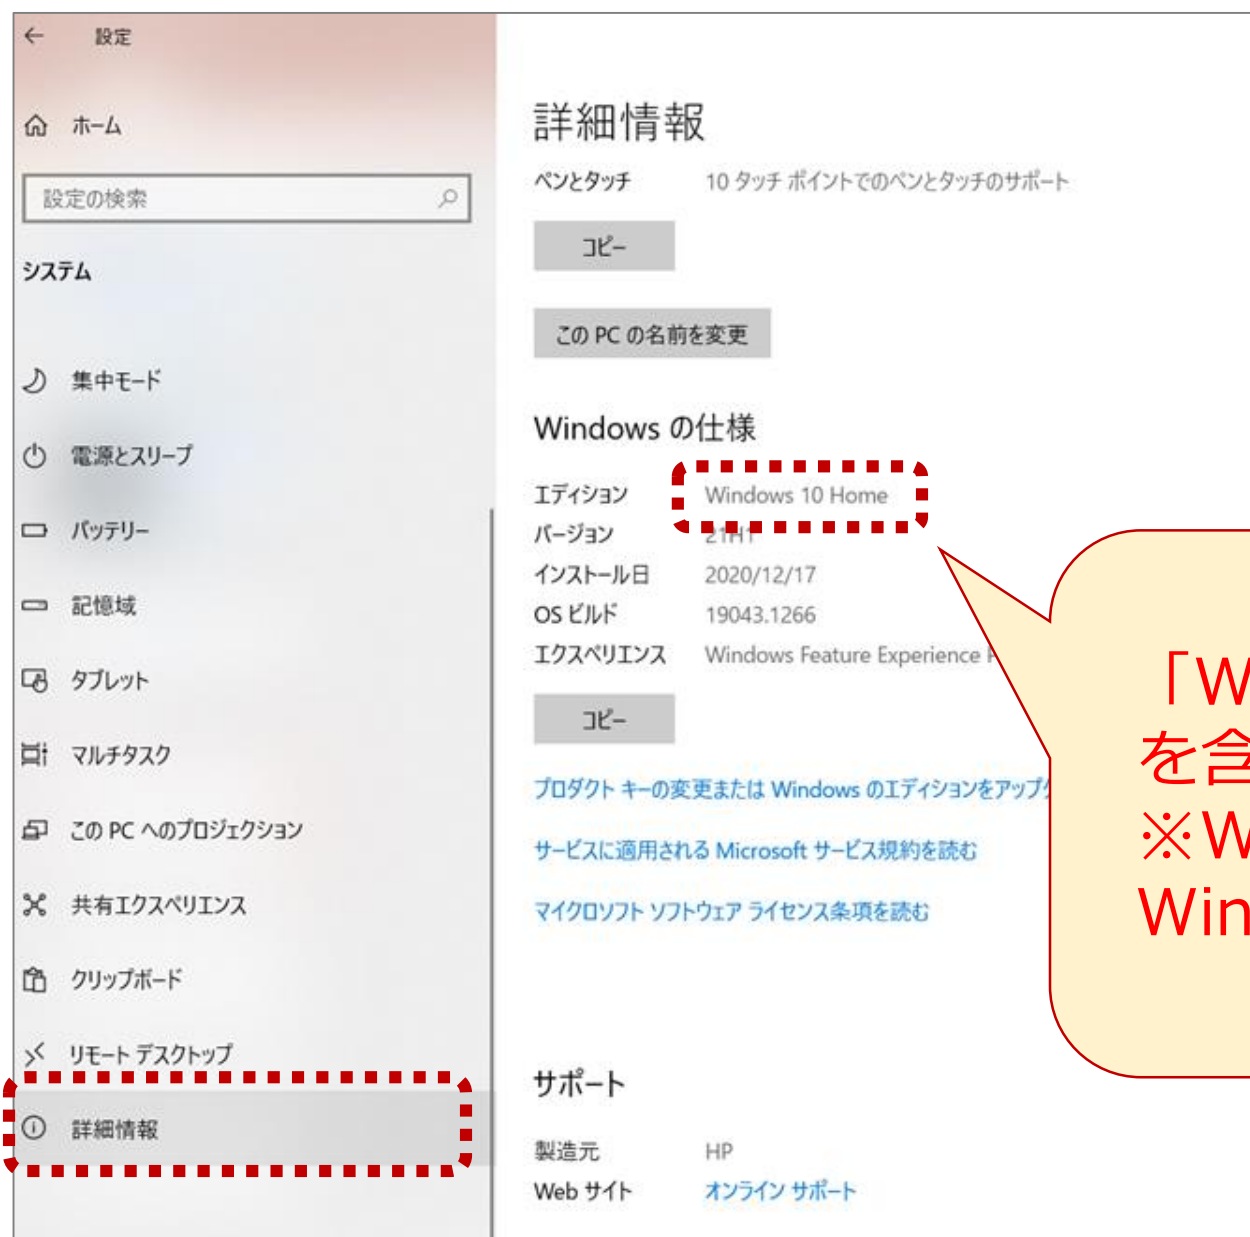 設定
ホーム
設定の検索
システム
集中モード
電源とスリープ
バッテリー
記憶域
タブレット
マルチタスク
この PC へのプロジェクション
共有エクスペリエンス
クリップボード
リモート デスクトップ
詳細情報
詳細情報
ペンとタッチ 10 タッチ ポイントでのペンとタッチのサポート
コピー
この PC の名前を変更
Windows の仕様
エディション Windows 10 Home
バージョン 21H1
インストール日 2020/12/17
OS ビルド 19043.1266
エクスペリエンス Windows Feature Experience
コピー
プロダクト キーの変更または Windows のエディションをアップ
サービスに適用される Microsoft サービス規約を読む
マイクロソフト ソフトウェア ライセンス条項を読む
サポート
製造元 HP
Web サイト オンライン サポート
「W
を含
※W
Win